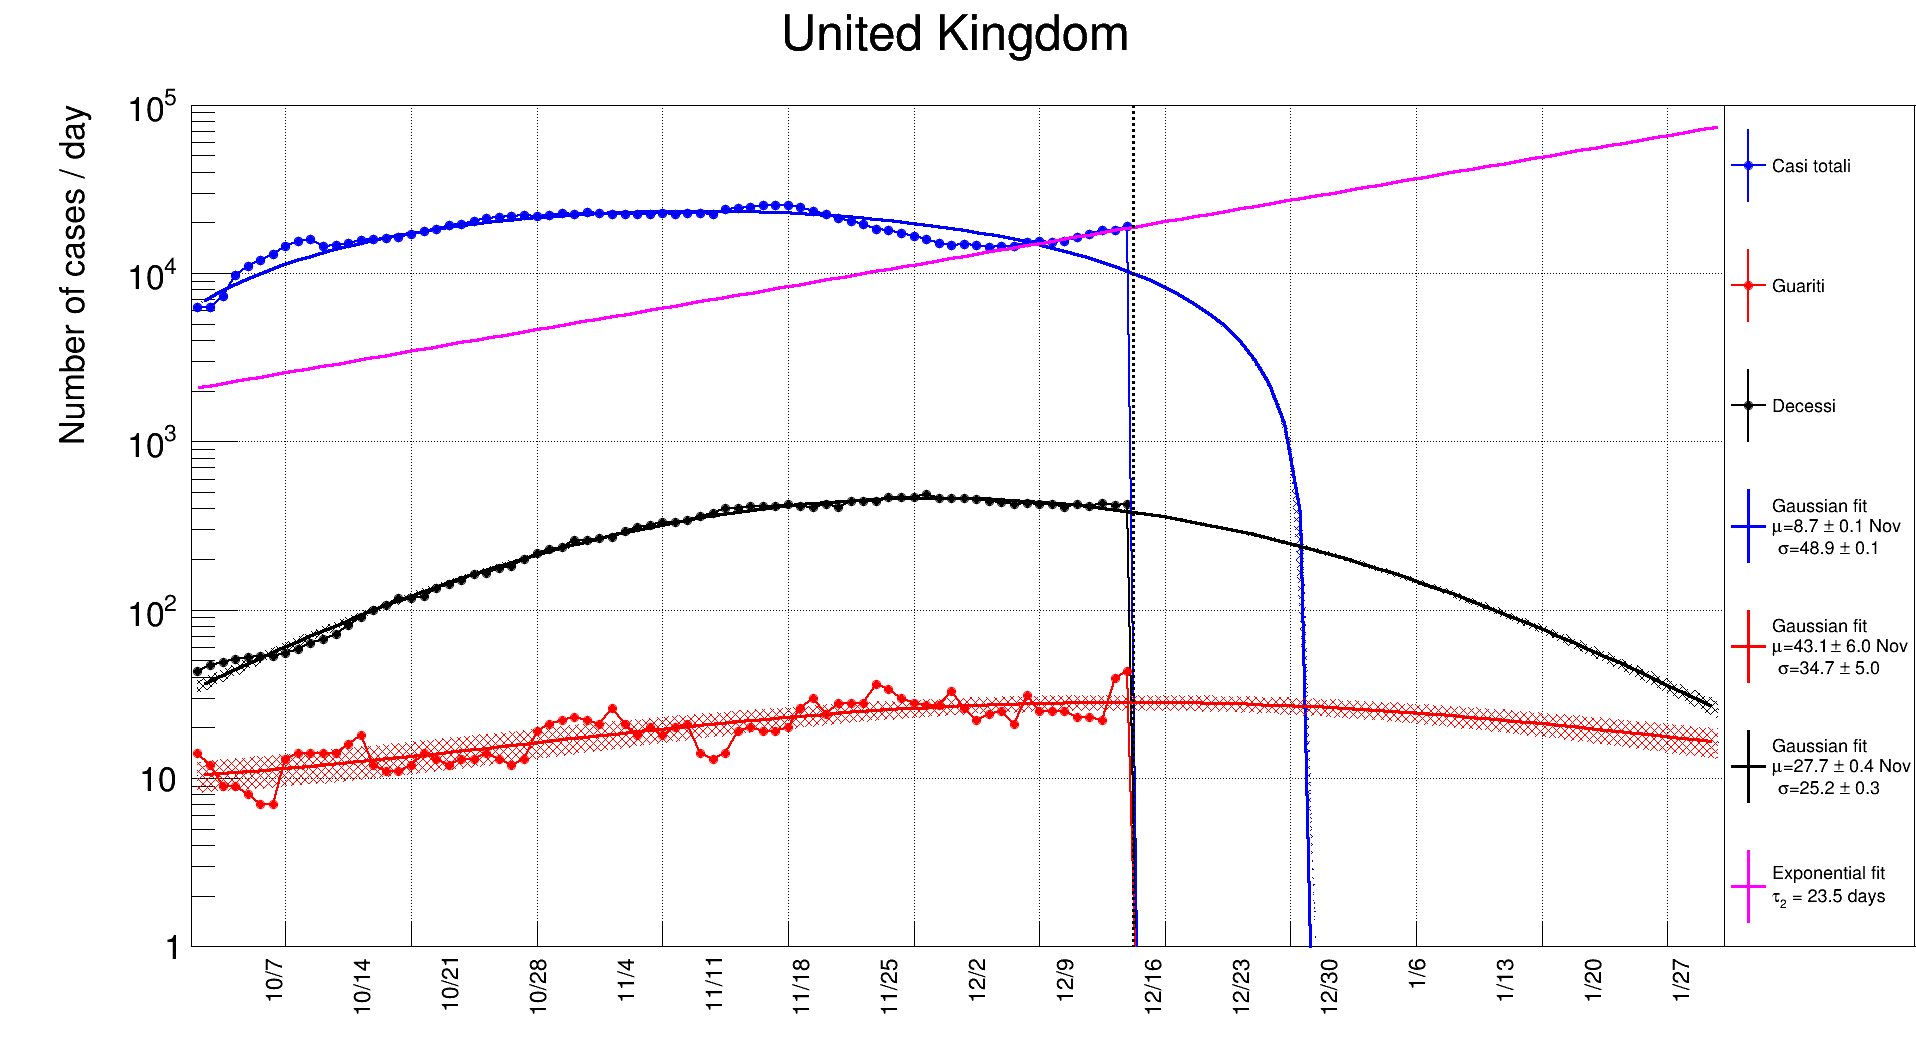 United Kingdom
Number of cases / day
10^5
10^4
10^3
10^2
10
1
10/7
10/14
10/21
10/28
11/4
11/11
11/18
11/25
12/2
12/9
12/16
12/23
12/30
1/6
1/13
1/20
1/27
Casi totali
Guariti
Decessi
Gaussian fit
μ=8.7 ± 0.1 Nov
σ=48.9 ± 0.1
Gaussian fit
μ=43.1 ± 6.0 Nov
σ=34.7 ± 5.0
Gaussian fit
μ=27.7 ± 0.4 Nov
σ=25.2 ± 0.3
Exponential fit
τ₂ = 23.5 days